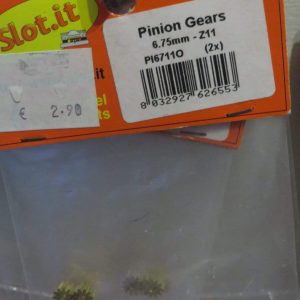 Slot.it
Pinion Gears
6.75mm - Z11
PI6711O (2x)
8 032927 626553
€ 2.90